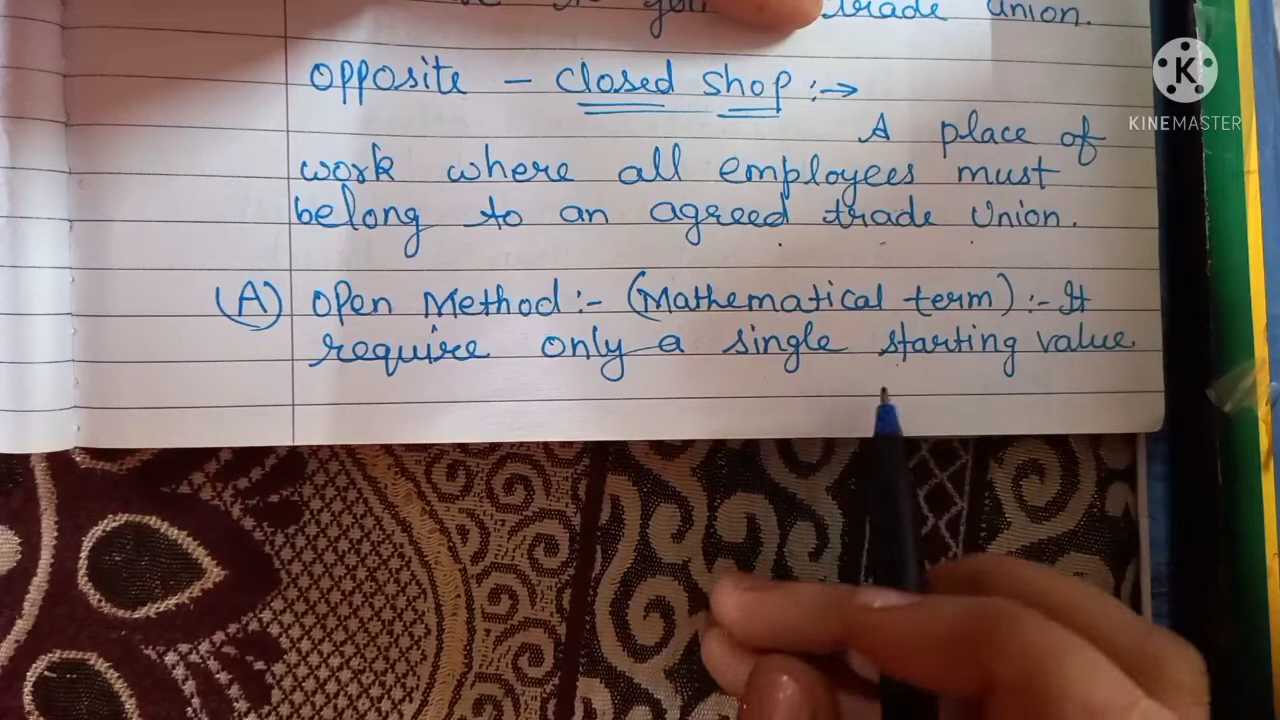 you trade Union.
Opposite - Closed Shop :→
A place of
work where all employees must
belong to an agreed trade Union.
(A) Open Method :- (Mathematical term) :- It
require only a single starting value
K
KINEMASTER